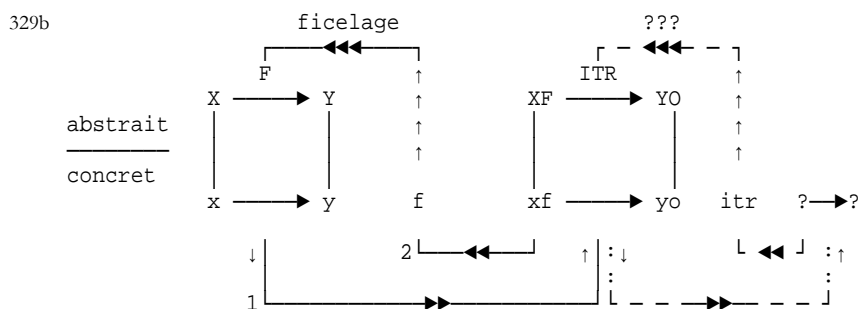 329b
ficelage ???
F ITR
X Y XF YO
abstrait
concret
x y f xf yo itr ? ?
2
1